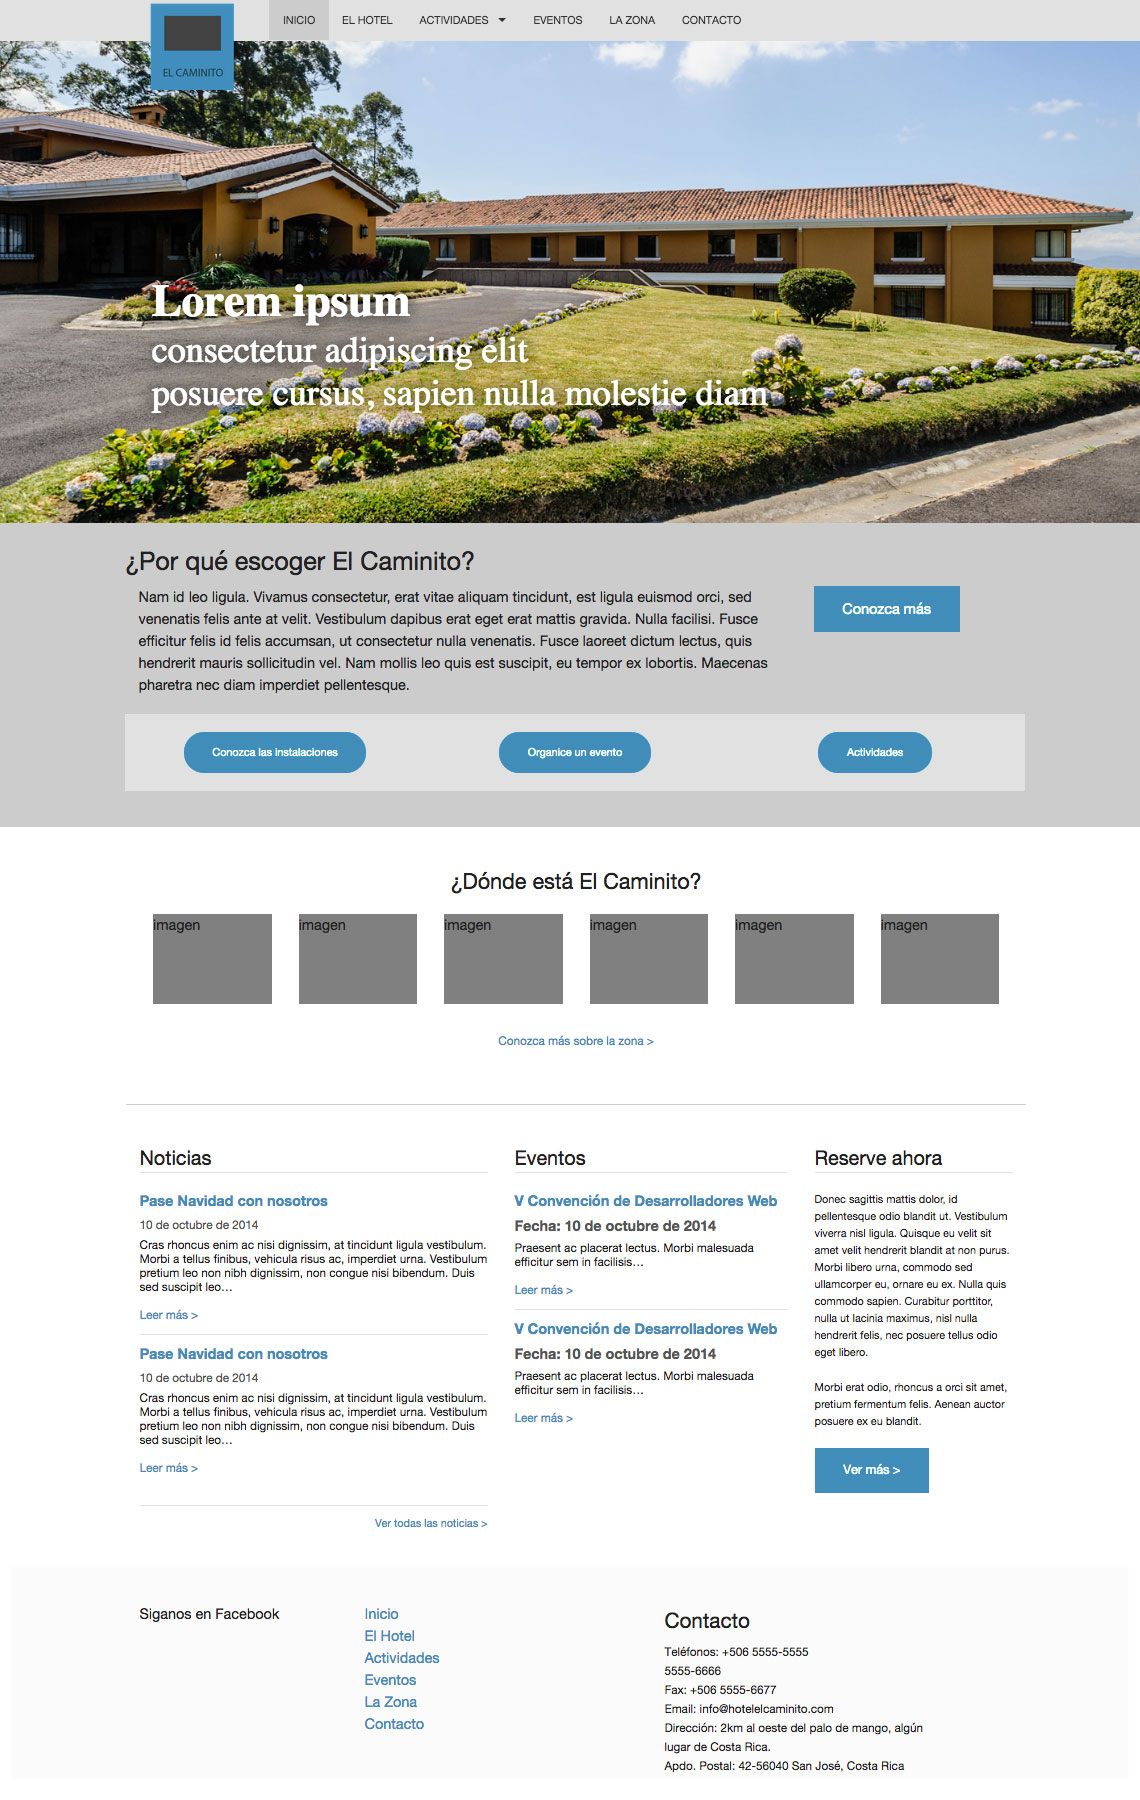 EL CAMINITO
INICIO EL HOTEL ACTIVIDADES EVENTOS LA ZONA CONTACTO
Lorem ipsum
consectetur adipiscing elit
posuere cursus, sapien nulla molestie diam
¿Por qué escoger El Caminito?
Nam id leo ligula. Vivamus consectetur, erat vitae aliquam tincidunt, est ligula euismod orci, sed
venenatis felis ante at velit. Vestibulum dapibus erat eget erat mattis gravida. Nulla facilisi. Fusce
efficitur felis id felis accumsan, ut consectetur nulla venenatis. Fusce laoreet dictum lectus, quis
hendrerit mauris sollicitudin vel. Nam mollis leo quis est suscipit, eu tempor ex lobortis. Maecenas
pharetra nec diam imperdiet pellentesque.
Conozca más
Conozca las instalaciones
Organice un evento
Actividades
¿Dónde está El Caminito?
imagen imagen imagen imagen imagen imagen
Conozca más sobre la zona >
Noticias
Pase Navidad con nosotros
10 de octubre de 2014
Cras rhoncus enim ac nisi dignissim, at tincidunt ligula vestibulum.
Morbi a tellus finibus, vehicula risus ac, imperdiet urna. Vestibulum
pretium leo non nibh dignissim, non congue nisi bibendum. Duis
sed suscipit leo…
Leer más >
Pase Navidad con nosotros
10 de octubre de 2014
Cras rhoncus enim ac nisi dignissim, at tincidunt ligula vestibulum.
Morbi a tellus finibus, vehicula risus ac, imperdiet urna. Vestibulum
pretium leo non nibh dignissim, non congue nisi bibendum. Duis
sed suscipit leo…
Leer más >
Ver todas las noticias >
Eventos
V Convención de Desarrolladores Web
Fecha: 10 de octubre de 2014
Praesent ac placerat lectus. Morbi malesuada
efficitur sem in facilisis…
Leer más >
V Convención de Desarrolladores Web
Fecha: 10 de octubre de 2014
Praesent ac placerat lectus. Morbi malesuada
efficitur sem in facilisis…
Leer más >
Reserve ahora
Donec sagittis mattis dolor, id
pellentesque odio blandit ut. Vestibulum
viverra nisl ligula. Quisque eu velit sit
amet velit hendrerit blandit at non purus.
Morbi libero urna, commodo sed
ullamcorper eu, ornare eu ex. Nulla quis
commodo sapien. Curabitur porttitor,
nulla ut lacinia maximus, nisl nulla
hendrerit felis, nec posuere tellus odio
eget libero.
Morbi erat odio, rhoncus a orci sit amet,
pretium fermentum felis. Aenean auctor
posuere ex eu blandit.
Ver más >
Siganos en Facebook
Inicio
El Hotel
Actividades
Eventos
La Zona
Contacto
Contacto
Teléfonos: +506 5555-5555
5555-6666
Fax: +506 5555-6677
Email: info@hotelelcaminito.com
Dirección: 2km al oeste del palo de mango, algún
lugar de Costa Rica.
Apdo. Postal: 42-56040 San José, Costa Rica